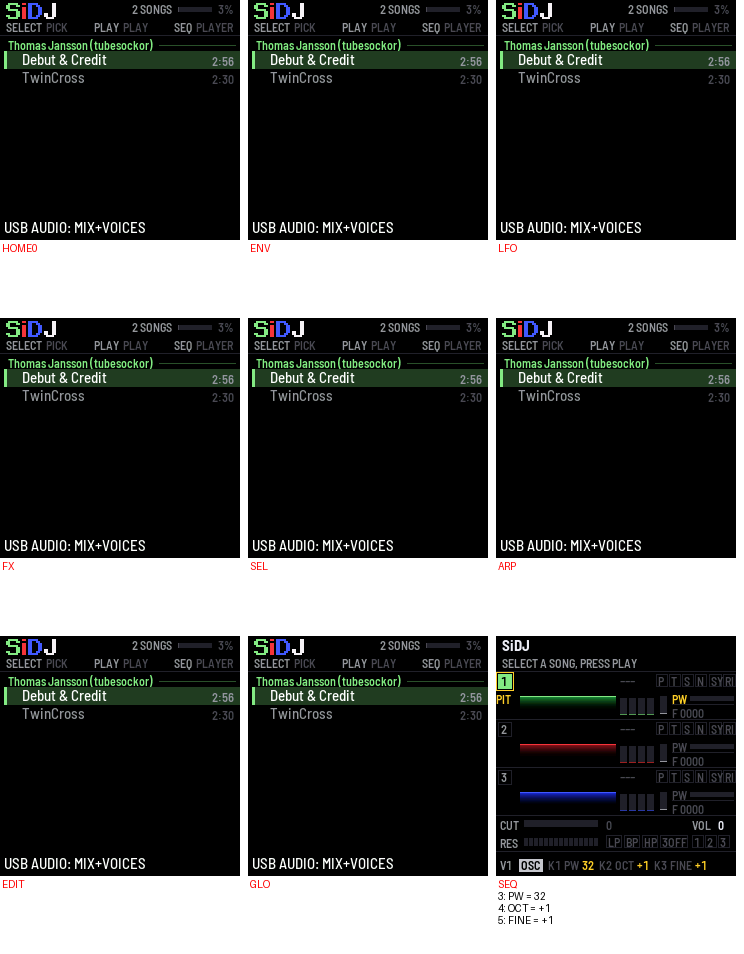 SiDJ 2 SONGS 3%
SELECT PICK PLAY PLAY SEQ PLAYER
Thomas Jansson (tubesockor)
Debut & Credit 2:56
TwinCross 2:30
USB AUDIO: MIX+VOICES
HOME0
SiDJ 2 SONGS 3%
SELECT PICK PLAY PLAY SEQ PLAYER
Thomas Jansson (tubesockor)
Debut & Credit 2:56
TwinCross 2:30
USB AUDIO: MIX+VOICES
ENV
SiDJ 2 SONGS 3%
SELECT PICK PLAY PLAY SEQ PLAYER
Thomas Jansson (tubesockor)
Debut & Credit 2:56
TwinCross 2:30
USB AUDIO: MIX+VOICES
LFO
SiDJ 2 SONGS 3%
SELECT PICK PLAY PLAY SEQ PLAYER
Thomas Jansson (tubesockor)
Debut & Credit 2:56
TwinCross 2:30
USB AUDIO: MIX+VOICES
FX
SiDJ 2 SONGS 3%
SELECT PICK PLAY PLAY SEQ PLAYER
Thomas Jansson (tubesockor)
Debut & Credit 2:56
TwinCross 2:30
USB AUDIO: MIX+VOICES
SEL
SiDJ 2 SONGS 3%
SELECT PICK PLAY PLAY SEQ PLAYER
Thomas Jansson (tubesockor)
Debut & Credit 2:56
TwinCross 2:30
USB AUDIO: MIX+VOICES
ARP
SiDJ 2 SONGS 3%
SELECT PICK PLAY PLAY SEQ PLAYER
Thomas Jansson (tubesockor)
Debut & Credit 2:56
TwinCross 2:30
USB AUDIO: MIX+VOICES
EDIT
SiDJ 2 SONGS 3%
SELECT PICK PLAY PLAY SEQ PLAYER
Thomas Jansson (tubesockor)
Debut & Credit 2:56
TwinCross 2:30
USB AUDIO: MIX+VOICES
GLO
SiDJ
SELECT A SONG, PRESS PLAY
1 --- P T S N SY RI
PIT PW
F 0000
2 --- P T S N SY RI
PW
F 0000
3 --- P T S N SY RI
PW
F 0000
CUT 0 VOL 0
RES LP BP HP 3OFF 1 2 3
V1 OSC K1 PW 32 K2 OCT +1 K3 FINE +1
SEQ
3: PW = 32
4: OCT = +1
5: FINE = +1